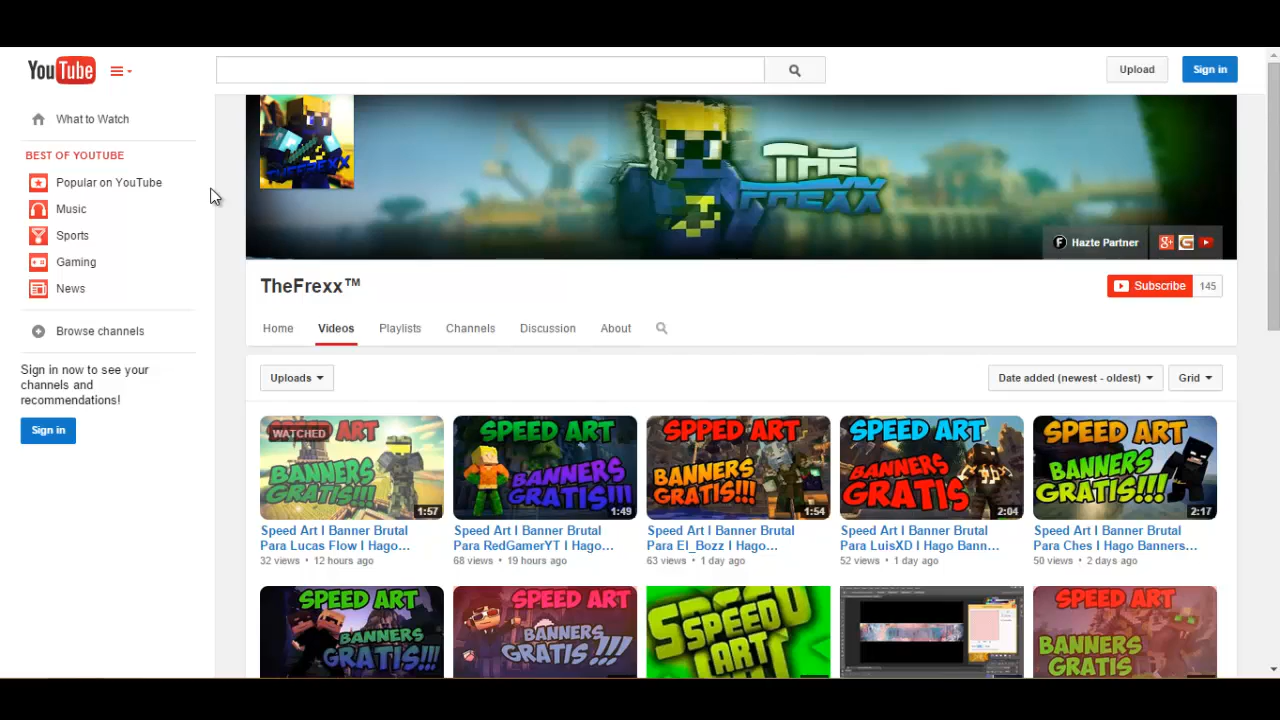 YouTube
Upload
Sign in
What to Watch
BEST OF YOUTUBE
Popular on YouTube
Music
Sports
Gaming
News
Browse channels
Sign in now to see your
channels and
recommendations!
Sign in
THEFREXX
THE
FREXX
Hazte Partner
TheFrexx™
Subscribe 145
Home Videos Playlists Channels Discussion About
Uploads
Date added (newest - oldest) Grid
WATCHED
ART
BANNERS
GRATIS!!!
1:57
Speed Art I Banner Brutal
Para Lucas Flow I Hago...
32 views • 12 hours ago
SPEED ART
BANNERS
GRATIS!!!
1:49
Speed Art I Banner Brutal
Para RedGamerYT I Hago...
68 views • 19 hours ago
SPPED ART
BANNERS
GRATIS!!!
1:54
Speed Art I Banner Brutal
Para El_Bozz I Hago...
63 views • 1 day ago
SPEED ART
BANNERS
GRATIS
2:04
Speed Art I Banner Brutal
Para LuisXD I Hago Bann...
52 views • 1 day ago
SPEED ART
BANNERS
GRATIS!!!
2:17
Speed Art I Banner Brutal
Para Ches I Hago Banners...
50 views • 2 days ago
SPEED ART
BANNERS
GRATIS!!!
SPEED ART
BANNERS
GRATIS!!!
SPEED
ART
SPEED ART
BANNERS
GRATIS